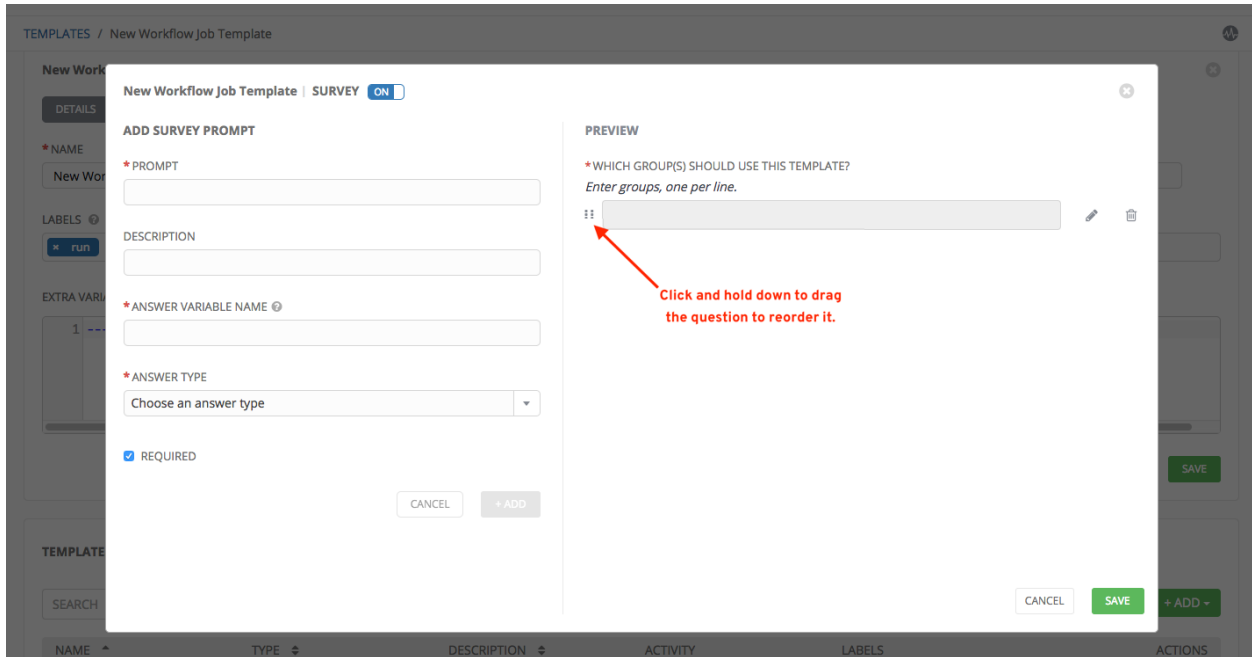 TEMPLATES / New Workflow Job Template
New Work
DETAILS
* NAME
New Wor
LABELS
× run
EXTRA VARIA
1 ---
New Workflow Job Template | SURVEY ON
ADD SURVEY PROMPT
* PROMPT
DESCRIPTION
* ANSWER VARIABLE NAME
* ANSWER TYPE
Choose an answer type
REQUIRED
CANCEL + ADD
PREVIEW
* WHICH GROUP(S) SHOULD USE THIS TEMPLATE?
Enter groups, one per line.
Click and hold down to drag
the question to reorder it.
CANCEL SAVE
SAVE
TEMPLATE
SEARCH
+ ADD
NAME TYPE DESCRIPTION ACTIVITY LABELS ACTIONS